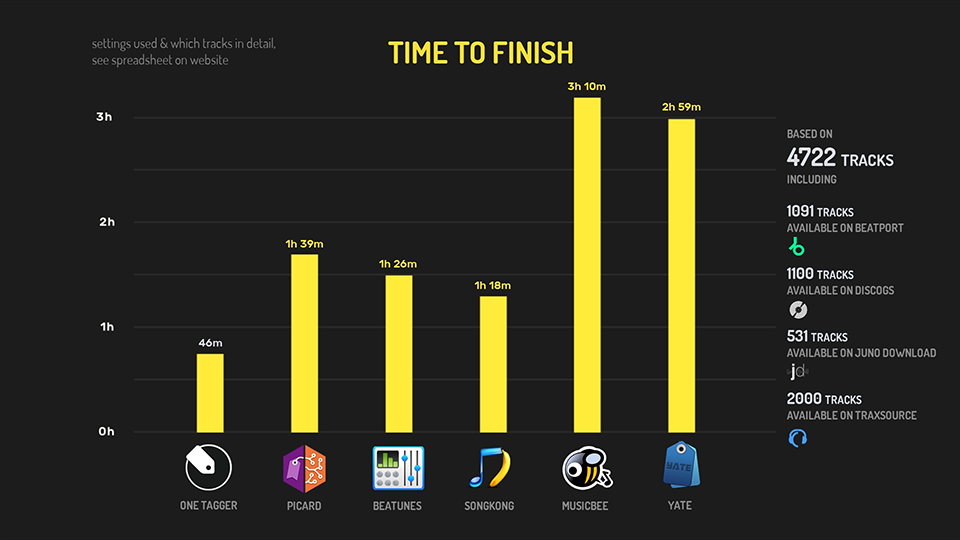 settings used & which tracks in detail,
see spreadsheet on website
TIME TO FINISH
3h
2h
1h
0h
46m
1h 39m
1h 26m
1h 18m
3h 10m
2h 59m
ONE TAGGER
PICARD
BEATUNES
SONGKONG
MUSICBEE
YATE
YATE
BASED ON
4722 TRACKS
INCLUDING
1091 TRACKS
AVAILABLE ON BEATPORT
1100 TRACKS
AVAILABLE ON DISCOGS
531 TRACKS
AVAILABLE ON JUNO DOWNLOAD
jd
2000 TRACKS
AVAILABLE ON TRAXSOURCE